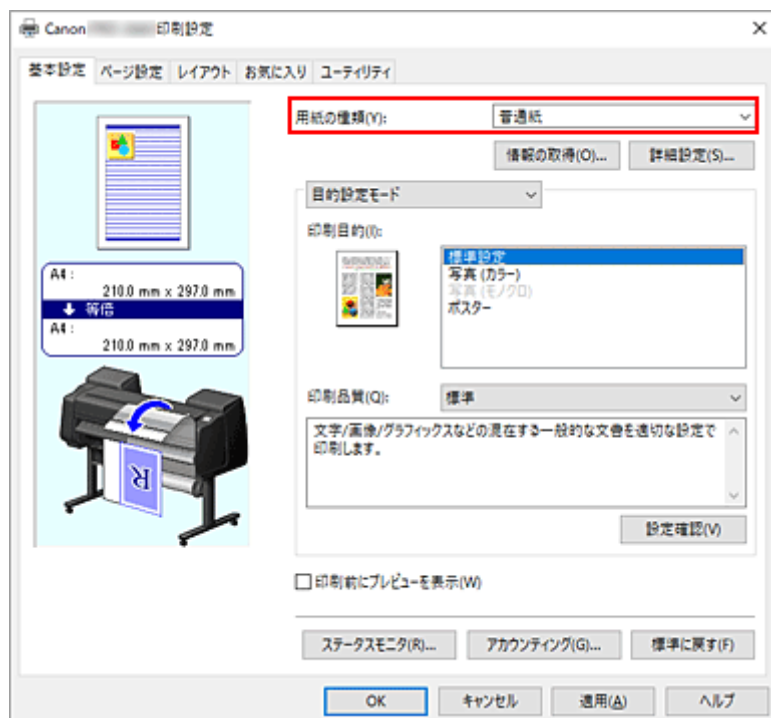 Canon 印刷設定
基本設定 ページ設定 レイアウト お気に入り ユーティリティ
用紙の種類(Y): 普通紙
情報の取得(O)... 詳細設定(S)...
目的設定モード
印刷目的(I):
標準設定
写真 (カラー)
写真 (モノクロ)
ポスター
A4 :
210.0 mm x 297.0 mm
等倍
A4 :
210.0 mm x 297.0 mm
R
印刷品質(Q): 標準
文字/画像/グラフィックスなどの混在する一般的な文書を適切な設定で
印刷します。
設定確認(V)
印刷前にプレビューを表示(W)
ステータスモニタ(R)... アカウンティング(G)... 標準に戻す(F)
OK キャンセル 適用(A) ヘルプ